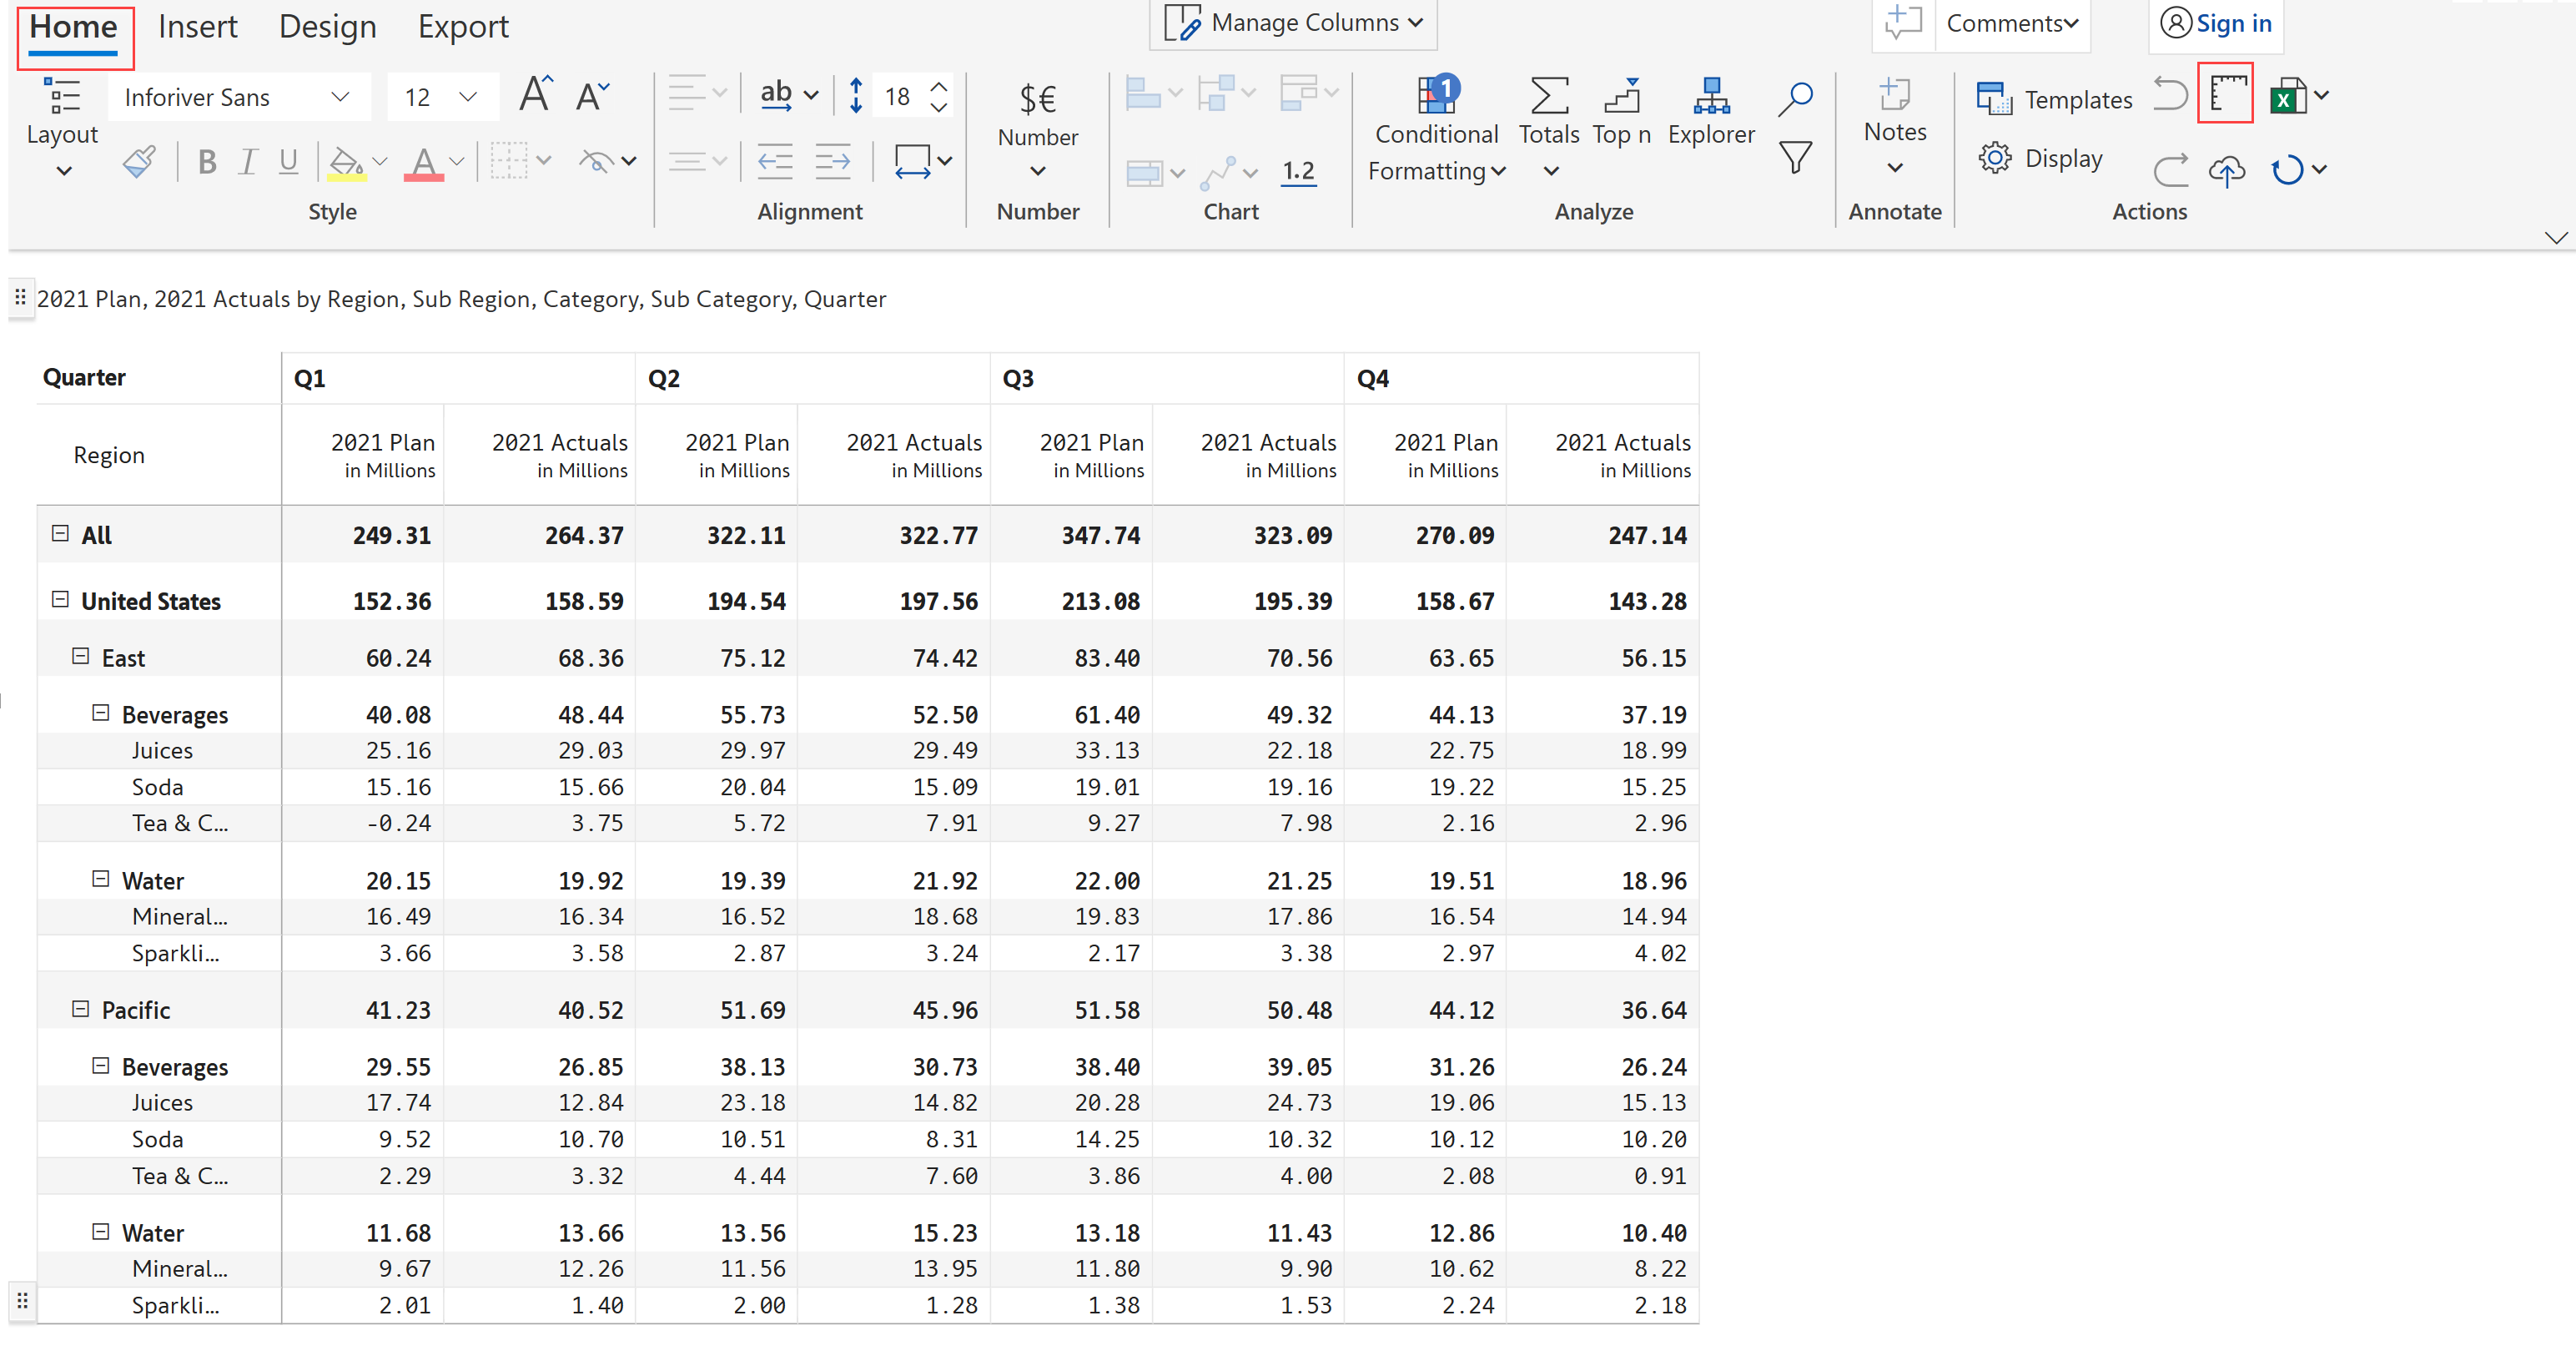 Home Insert Design Export Manage Columns Comments Sign in
Layout
Inforiver Sans 12 A A ab 18
B I U A
Style
Alignment
$€
Number
Number
1.2
Chart
1
Conditional Formatting Totals Top n Explorer
Analyze
Notes
Annotate
Templates
Display
X
Actions
2021 Plan, 2021 Actuals by Region, Sub Region, Category, Sub Category, Quarter
Quarter Q1 Q2 Q3 Q4
Region 2021 Plan 2021 Actuals 2021 Plan 2021 Actuals 2021 Plan 2021 Actuals 2021 Plan 2021 Actuals
in Millions in Millions in Millions in Millions in Millions in Millions in Millions in Millions
All 249.31 264.37 322.11 322.77 347.74 323.09 270.09 247.14
United States 152.36 158.59 194.54 197.56 213.08 195.39 158.67 143.28
East 60.24 68.36 75.12 74.42 83.40 70.56 63.65 56.15
Beverages 40.08 48.44 55.73 52.50 61.40 49.32 44.13 37.19
Juices 25.16 29.03 29.97 29.49 33.13 22.18 22.75 18.99
Soda 15.16 15.66 20.04 15.09 19.01 19.16 19.22 15.25
Tea & C... -0.24 3.75 5.72 7.91 9.27 7.98 2.16 2.96
Water 20.15 19.92 19.39 21.92 22.00 21.25 19.51 18.96
Mineral... 16.49 16.34 16.52 18.68 19.83 17.86 16.54 14.94
Sparkli... 3.66 3.58 2.87 3.24 2.17 3.38 2.97 4.02
Pacific 41.23 40.52 51.69 45.96 51.58 50.48 44.12 36.64
Beverages 29.55 26.85 38.13 30.73 38.40 39.05 31.26 26.24
Juices 17.74 12.84 23.18 14.82 20.28 24.73 19.06 15.13
Soda 9.52 10.70 10.51 8.31 14.25 10.32 10.12 10.20
Tea & C... 2.29 3.32 4.44 7.60 3.86 4.00 2.08 0.91
Water 11.68 13.66 13.56 15.23 13.18 11.43 12.86 10.40
Mineral... 9.67 12.26 11.56 13.95 11.80 9.90 10.62 8.22
Sparkli... 2.01 1.40 2.00 1.28 1.38 1.53 2.24 2.18